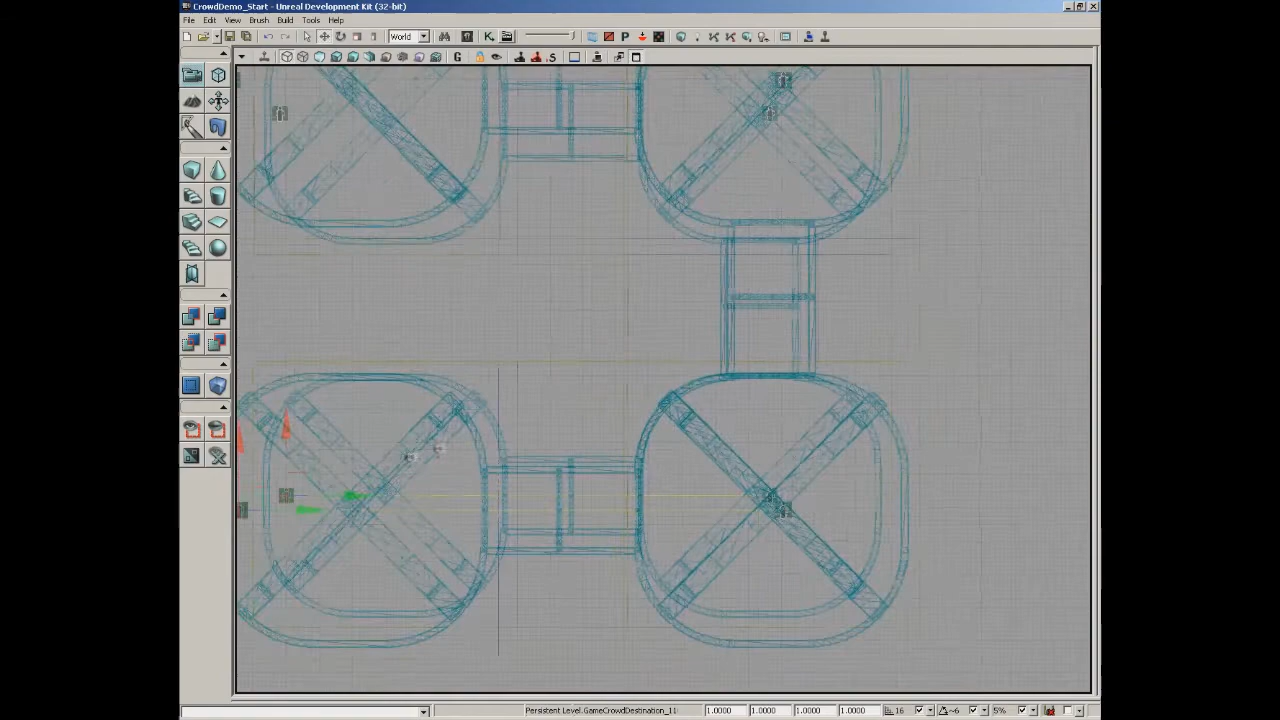 CrowdDemo_Start - Unreal Development Kit (32-bit)
File Edit View Brush Build Tools Help
World P
G S
Persistent Level.GameCrowdDestination_11 1.0000 1.0000 1.0000 1.0000 16 ~6 5%